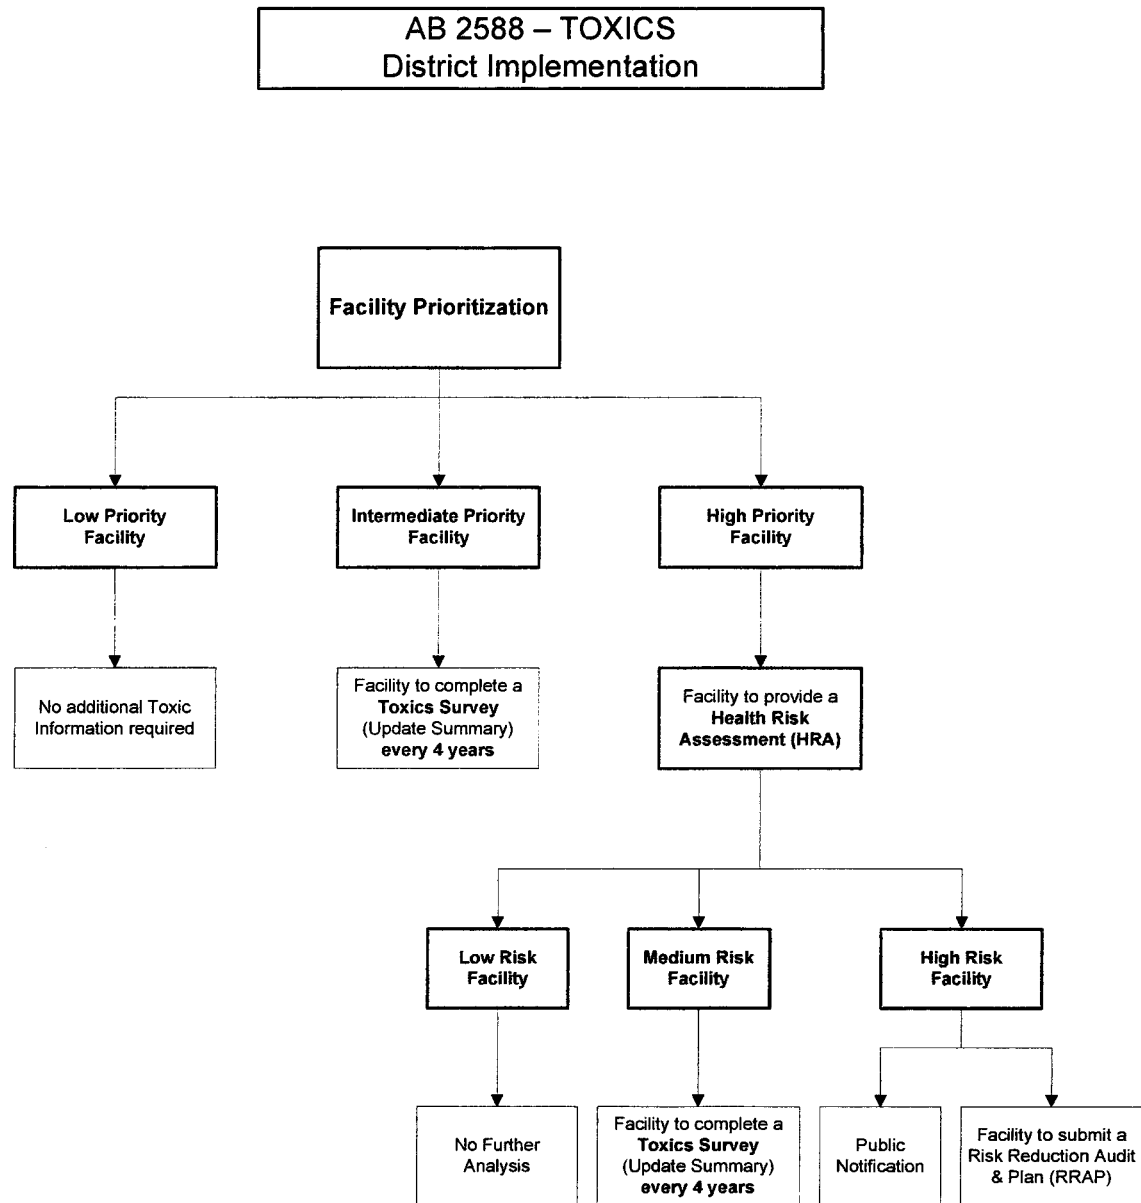 AB 2588 – TOXICS
District Implementation
Facility Prioritization
Low Priority
Facility
Intermediate Priority
Facility
High Priority
Facility
No additional Toxic
Information required
Facility to complete a
Toxics Survey
(Update Summary)
every 4 years
Facility to provide a
Health Risk
Assessment (HRA)
Low Risk
Facility
Medium Risk
Facility
High Risk
Facility
No Further
Analysis
Facility to complete a
Toxics Survey
(Update Summary)
every 4 years
Public
Notification
Facility to submit a
Risk Reduction Audit
& Plan (RRAP)